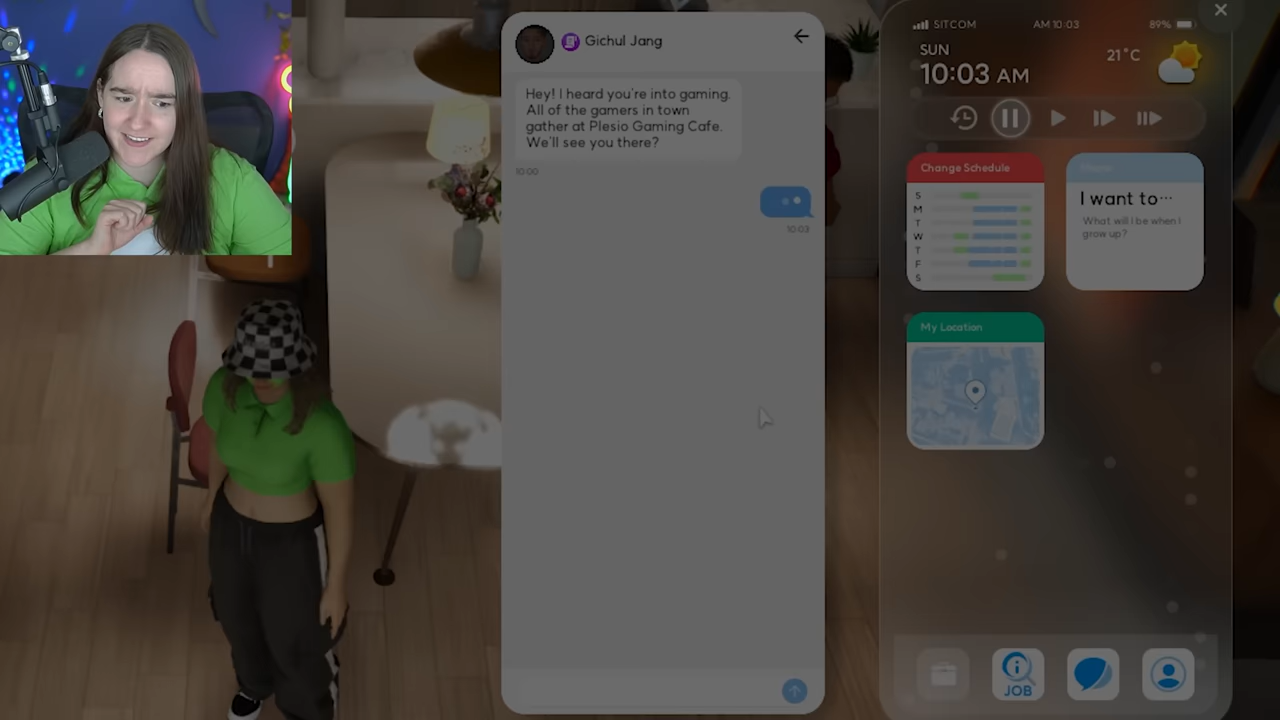 Gichul Jang
Hey! I heard you're into gaming.
All of the gamers in town
gather at Plesio Gaming Cafe.
We'll see you there?
10:00
10:03
SITCOM
AM 10:03
89%
SUN
10:03 AM
21°C
Change Schedule
S
M
T
W
T
F
S
I want to...
What will i be when I
grow up?
My Location
JOB